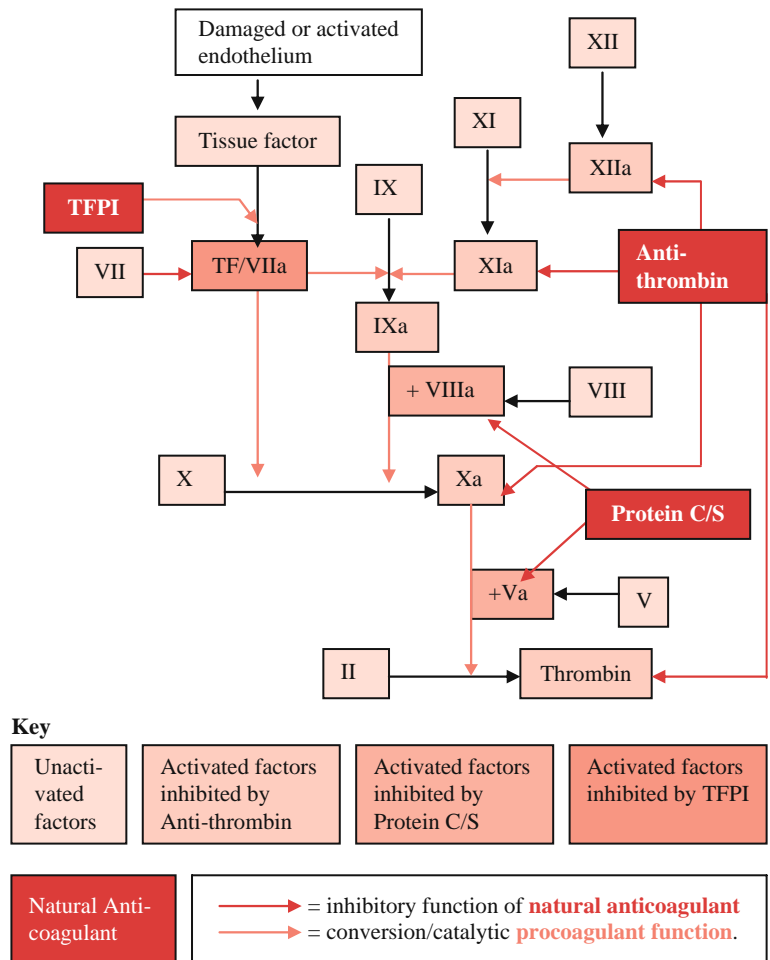 Damaged or activated
endothelium
XII
Tissue factor
XI
XIIa
IX
TFPI
VII
TF/VIIa
XIa
Anti-
thrombin
IXa
+ VIIIa
VIII
X
Xa
Protein C/S
+Va
V
II
Thrombin
Key
Unacti-
vated
factors
Activated factors
inhibited by
Anti-thrombin
Activated factors
inhibited by
Protein C/S
Activated factors
inhibited by TFPI
Natural Anti-
coagulant
= inhibitory function of natural anticoagulant
= conversion/catalytic procoagulant function.